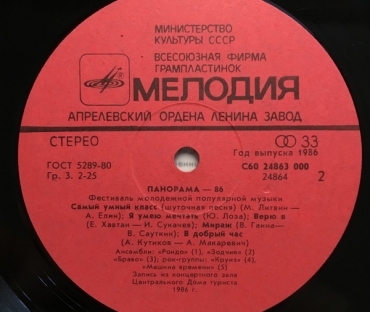 МИНИСТЕРСТВО
КУЛЬТУРЫ СССР
ВСЕСОЮЗНАЯ ФИРМА
ГРАМПЛАСТИНОК
МЕЛОДИЯ
АПРЕЛЕВСКИЙ ОРДЕНА ЛЕНИНА ЗАВОД
СТЕРЕО
33
Год выпуска 1986
ГОСТ 5289-80
С60 24863 000
Гр. 3. 2-25
24864
2
ПАНОРАМА — 86
Фестиваль молодежной популярной музыки
Самый умный класс (шуточная песня) (М. Литвин —
А. Елин); Я умею мечтать (Ю. Лоза); Верю я
(Е. Хавтан — И. Сукачев); Мираж (В. Гаина—
В. Сауткин); В добрый час
(А. Кутиков — А. Макаревич)
Ансамбли: «Рондо» (1), «Зодчие» (2)
«Браво» (3); рок-группы: «Круиз» (4),
«Машина времени» (5)
Запись из концертного зала
Центрального Дома туриста
1986 г.